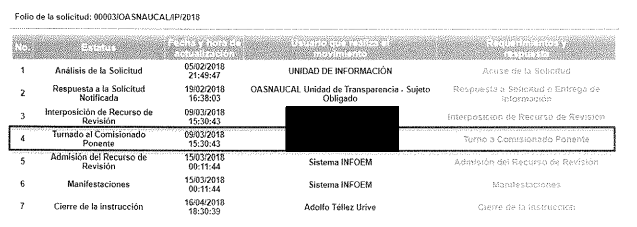 Folio de la solicitud: 00003/OASNAUCAL/IP/2018
No. Estatus Fecha y hora de actualización Usuario que realizó el movimiento Requerimientos y respuesta
1 Análisis de la Solicitud 05/02/2018 21:49:47 UNIDAD DE INFORMACIÓN Acuse de la Solicitud
2 Respuesta a la Solicitud Notificada 19/02/2018 16:38:03 OASNAUCAL Unidad de Transparencia - Sujeto Obligado Respuesta a Solicitud o Entrega de Información
3 Interposición de Recurso de Revisión 09/03/2018 15:30:43 Interposición de Recurso de Revisión
4 Turnado al Comisionado Ponente 09/03/2018 15:30:43 Turno a Comisionado Ponente
5 Admisión del Recurso de Revisión 15/03/2018 00:11:44 Sistema INFOEM Admisión del Recurso de Revisión
6 Manifestaciones 15/03/2018 00:11:44 Sistema INFOEM Manifestaciones
7 Cierre de la instrucción 16/04/2018 18:30:39 Adolfo Téllez Urive Cierre de la instrucción